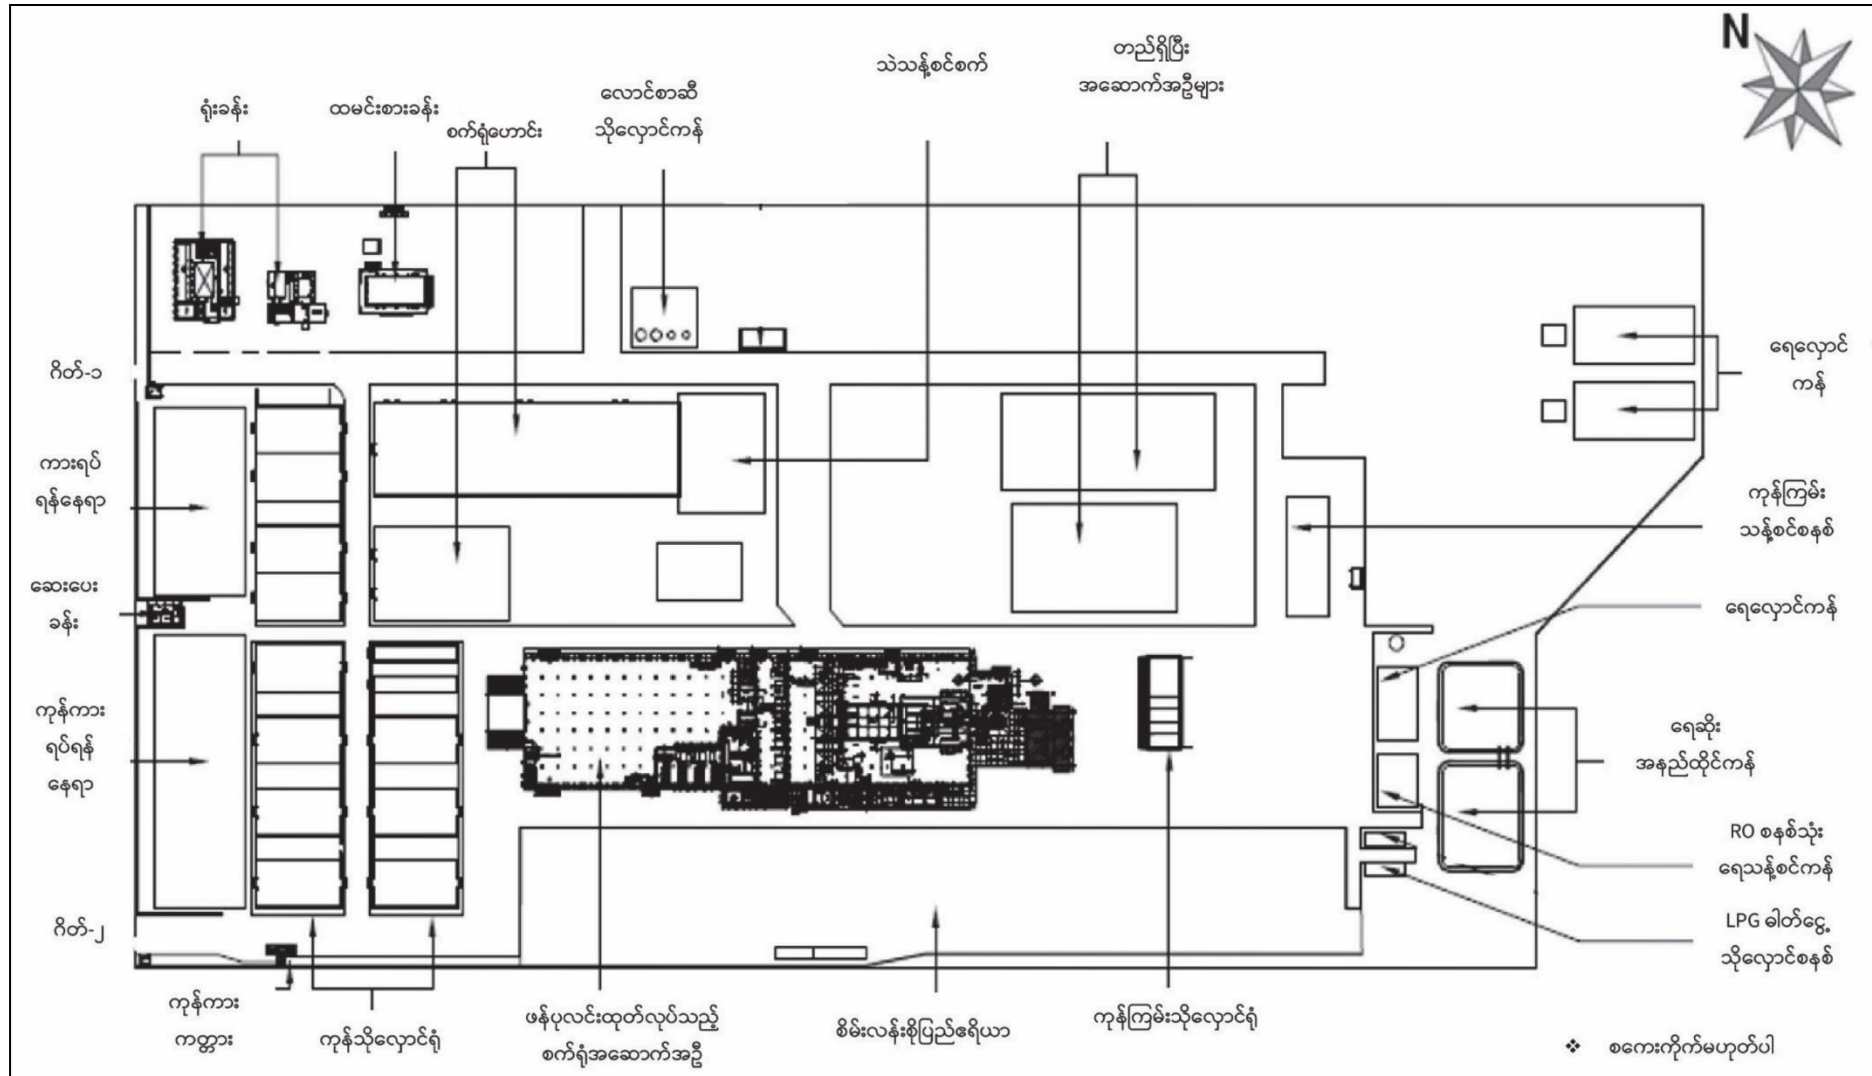 N
ရုံးခန်း
ထမင်းစားခန်း
စက်ရုံဟောင်း
လောင်စာဆီ
သိုလှောင်ကန်
သဲသန့်စင်စက်
တည်ရှိပြီး
အဆောက်အဦများ
ဂိတ်-၁
ကားရပ်
ရန်နေရာ
ဆေးပေး
ခန်း
ကုန်ကား
ရပ်ရန်
နေရာ
ဂိတ်-၂
ရေလှောင်
ကန်
ကုန်ကြမ်း
သန့်စင်စနစ်
ရေလှောင်ကန်
ရေဆိုး
အနည်ထိုင်ကန်
RO စနစ်သုံး
ရေသန့်စင်ကန်
LPG ဓါတ်ငွေ့
သိုလှောင်စနစ်
ကုန်ကား
ကတ္တား
ကုန်သိုလှောင်ရုံ
ဖန်ပုလင်းထုတ်လုပ်သည့်
စက်ရုံအဆောက်အဦ
စိမ်းလန်းစိုပြည်ဧရိယာ
ကုန်ကြမ်းသိုလှောင်ရုံ
❖ စကေးကိုက်မဟုတ်ပါ